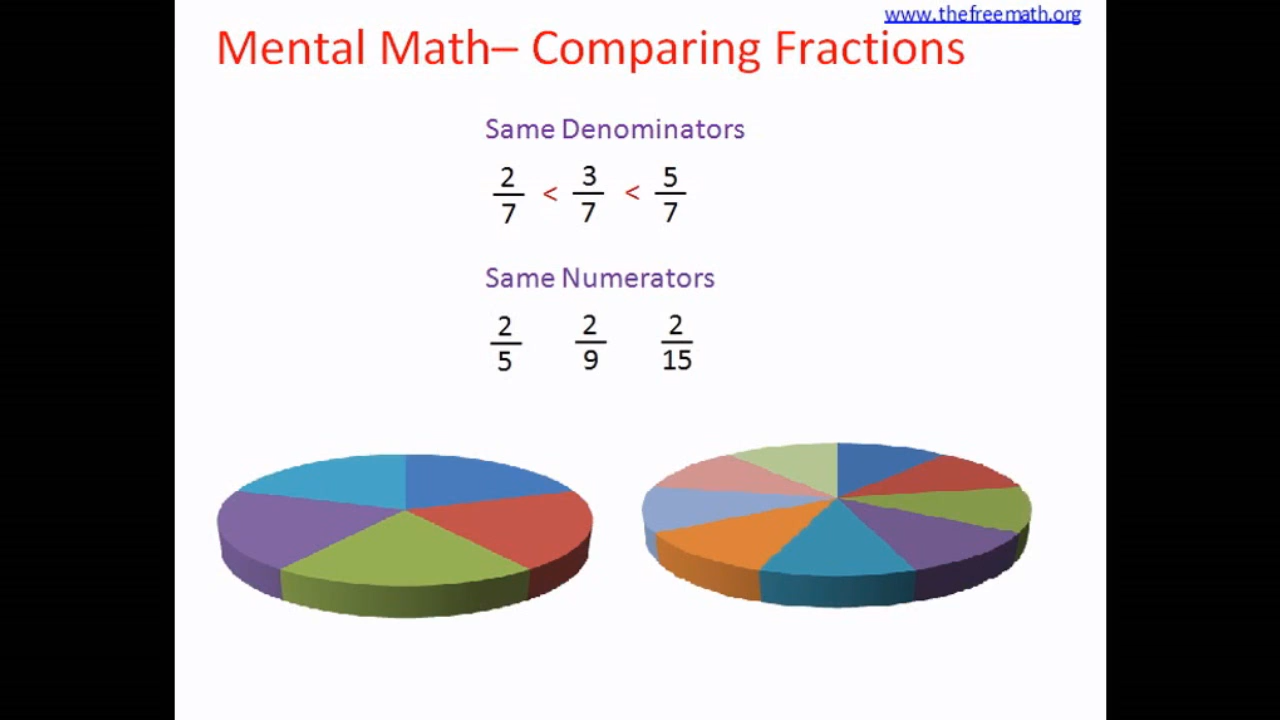 www.thefreemath.org
Mental Math– Comparing Fractions
Same Denominators
2/7 < 3/7 < 5/7
Same Numerators
2/5 2/9 2/15